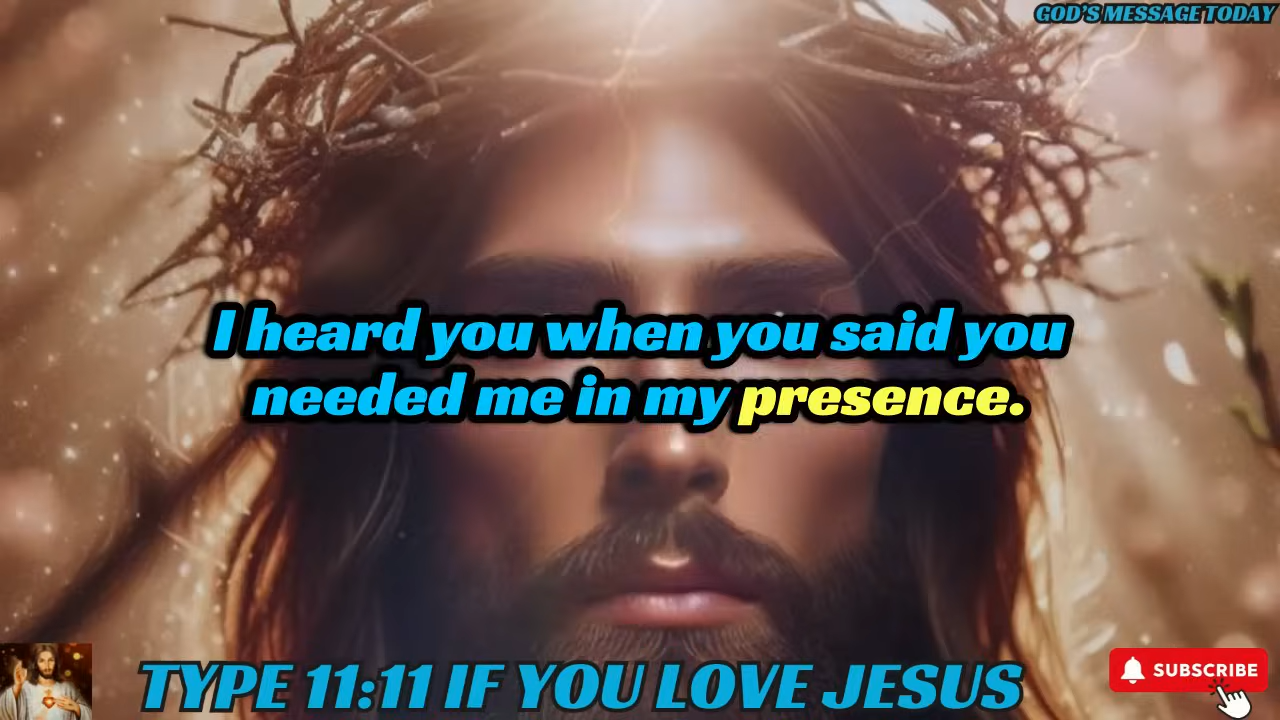 GOD'S MESSAGE TODAY
I heard you when you said you
needed me in my presence.
TYPE 11:11 IF YOU LOVE JESUS
SUBSCRIBE